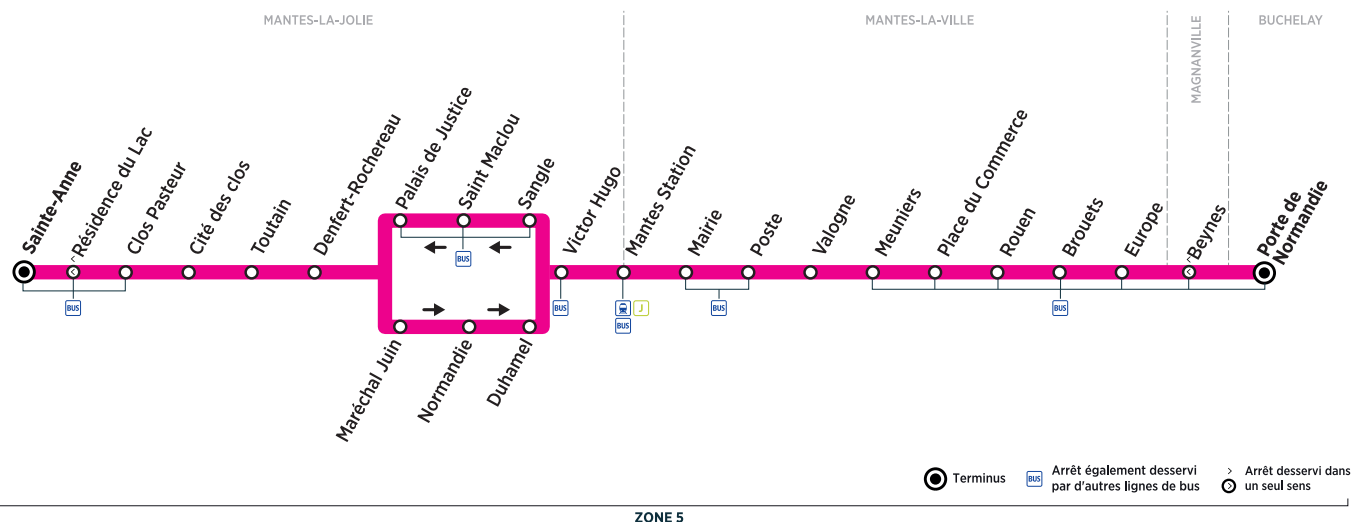 MANTES-LA-JOLIE
MANTES-LA-VILLE
MAGNANVILLE
BUCHELAY
Sainte-Anne
Résidence du Lac
Clos Pasteur
Cité des clos
Toutain
Denfert-Rochereau
Palais de Justice
Saint Maclou
Sangle
Victor Hugo
Mantes Station
Mairie
Poste
Valogne
Meuniers
Place du Commerce
Rouen
Brouets
Europe
Beynes
Porte de
Normandie
BUS
BUS
BUS
J
BUS
BUS
BUS
Maréchal Juin
Normandie
Duhamel
Terminus
BUS
Arrêt également desservi
par d'autres lignes de bus
Arrêt desservi dans
un seul sens
ZONE 5